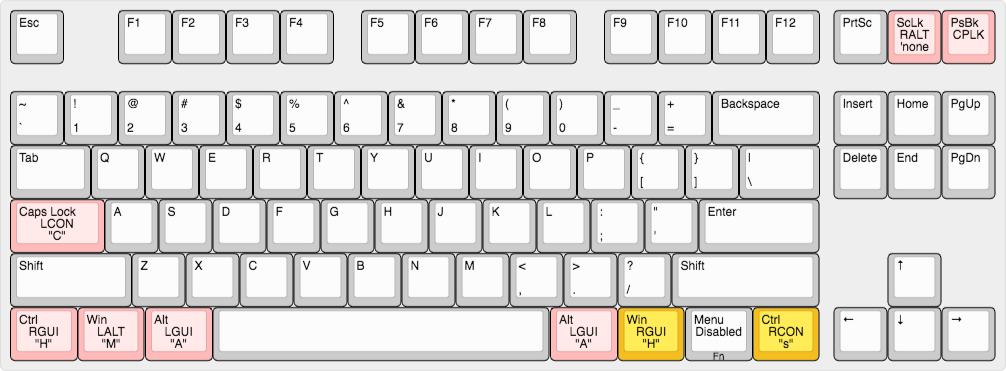 Esc F1 F2 F3 F4 F5 F6 F7 F8 F9 F10 F11 F12 PrtSc ScLk PsBk
RALT CPLK
'none
~ ! @ # $ % ^ & * ( ) _ + Backspace Insert Home PgUp
` 1 2 3 4 5 6 7 8 9 0 - =
Tab Q W E R T Y U I O P { } | Delete End PgDn
[ ] \
Caps Lock A S D F G H J K L : " Enter
LCON
"C" ; '
Shift Z X C V B N M < > ? Shift ↑
, . /
Ctrl Win Alt Alt Win Menu Ctrl ← ↓ →
RGUI LALT LGUI LGUI RGUI Disabled RCON
"H" "M" "A" "A" "H" "s"
Fn